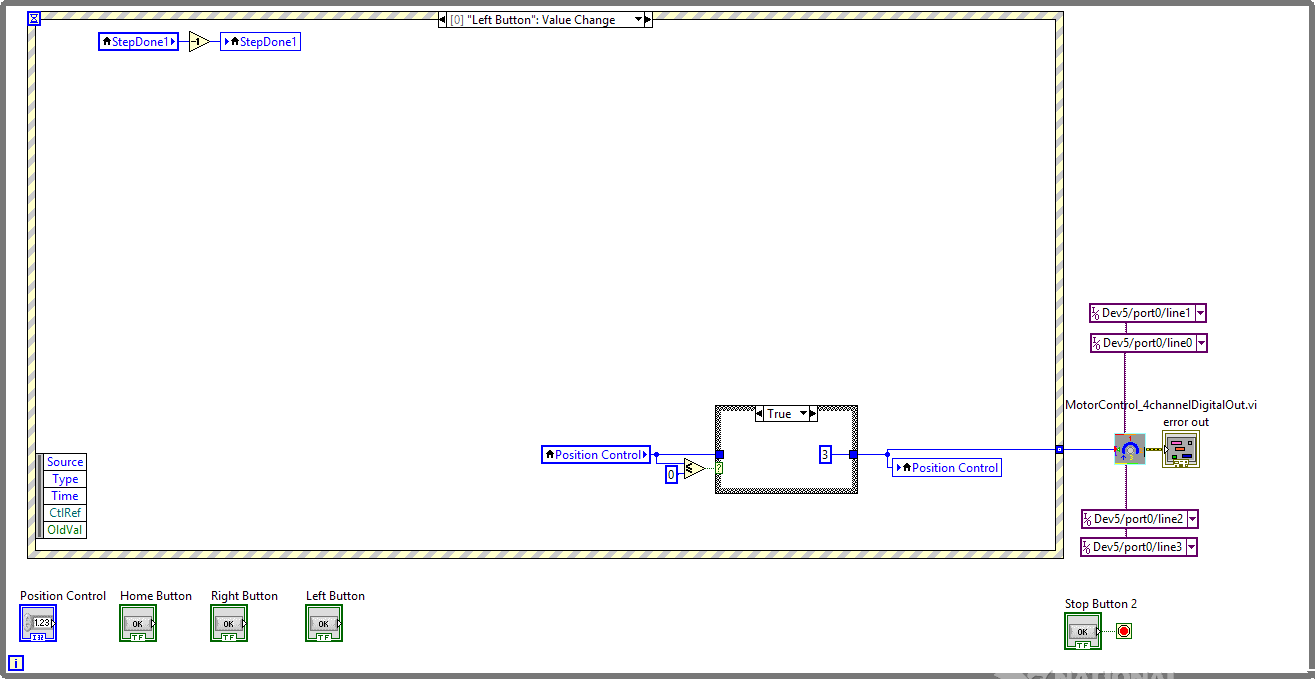 [0] "Left Button": Value Change
StepDone1
-1
StepDone1
Dev5/port0/line1
Dev5/port0/line0
MotorControl_4channelDigitalOut.vi
error out
True
Position Control
0
?
3
Position Control
Source
Type
Time
CtlRef
OldVal
Dev5/port0/line2
Dev5/port0/line3
Position Control
Home Button
Right Button
Left Button
Stop Button 2
1.23
I32
OK
TF
OK
TF
OK
TF
OK
TF
i
NATIONAL